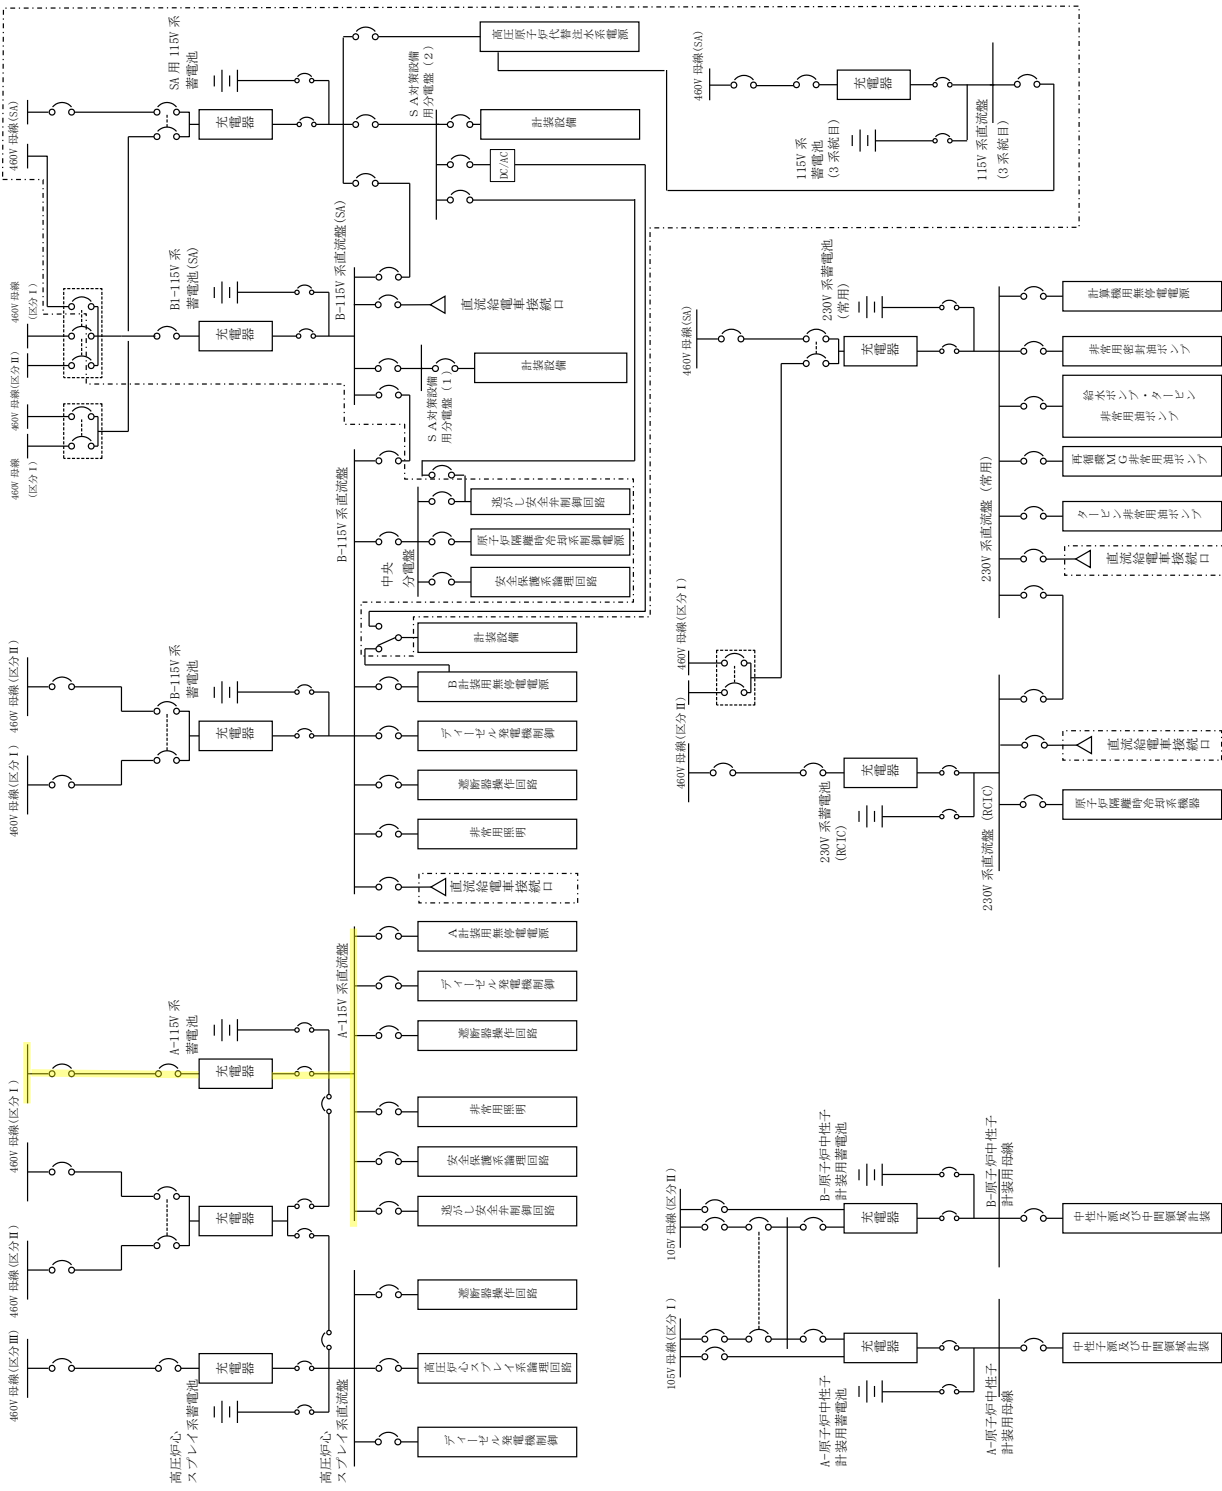 高圧炉心
スプレイ系蓄電池
460V 母線(区分Ⅲ)
充電器
高圧炉心
スプレイ系直流盤
ディーゼル発電機制御
高圧炉心スプレイ系論理回路
遮断器操作回路
460V 母線(区分Ⅱ)
460V 母線(区分Ⅰ)
充電器
A-115V 系
蓄電池
充電器
A-115V 系直流盤
逃がし安全弁制御回路
安全保護系論理回路
非常用照明
遮断器操作回路
ディーゼル発電機制御
A計装用無停電電源
460V 母線(区分Ⅰ)
460V 母線(区分Ⅱ)
B-115V 系
蓄電池
充電器
B-115V 系直流盤
直流給電車接続口
非常用照明
遮断器操作回路
ディーゼル発電機制御
B計装用無停電電源
計装設備
中央
分電盤
安全保護系論理回路
原子炉隔離時冷却系制御電源
逃がし安全弁制御回路
460V 母線
(区分Ⅰ)
460V 母線(区分Ⅱ)
460V 母線
(区分Ⅰ)
B1-115V 系
蓄電池(SA)
充電器
B-115V 系直流盤(SA)
SA対策設備
用分電盤 (1)
計装設備
直流給電車接続口
460V 母線(SA)
SA 用 115V 系
蓄電池
充電器
SA対策設備
用分電盤 (2)
DC/AC
計装設備
高圧原子炉代替注水系電源
460V 母線(SA)
充電器
115V 系
蓄電池
(3 系統目)
115V 系直流盤
(3 系統目)
105V 母線(区分Ⅰ)
105V 母線(区分Ⅱ)
A-原子炉中性子
計装用蓄電池
充電器
A-原子炉中性子
計装用母線
中性子源及び中間領域計装
B-原子炉中性子
計装用蓄電池
充電器
B-原子炉中性子
計装用母線
中性子源及び中間領域計装
460V 母線(区分Ⅱ)
460V 母線(区分Ⅰ)
230V 系蓄電池
(RCIC)
充電器
230V 系直流盤 (RCIC)
原子炉隔離時冷却系機器
直流給電車接続口
460V 母線(SA)
230V 系蓄電池
(常用)
充電器
230V 系直流盤 (常用)
直流給電車接続口
タービン非常用油ポンプ
再循環MG非常用油ポンプ
給水ポンプ・タービン
非常用油ポンプ
非常用密封油ポンプ
計算機用無停電電源